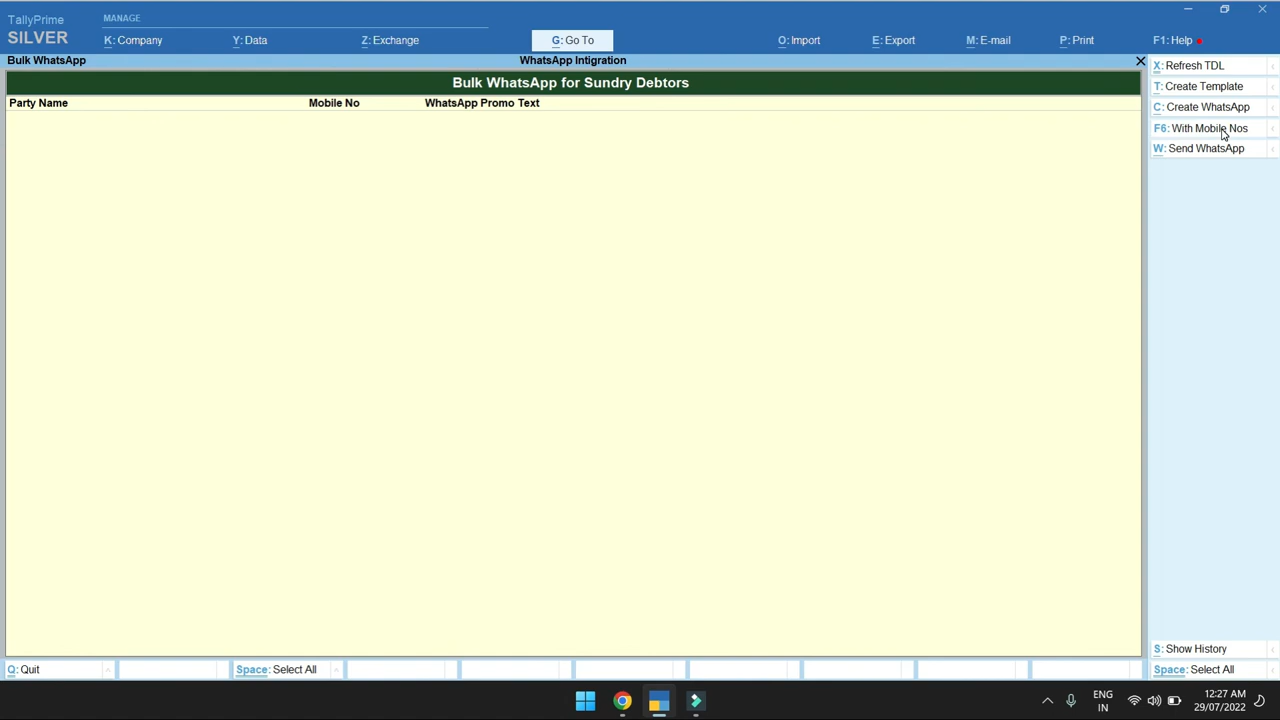 TallyPrime
SILVER
MANAGE
K: Company
Y: Data
Z: Exchange
G: Go To
O: Import
E: Export
M: E-mail
P: Print
F1: Help
Bulk WhatsApp
WhatsApp Intigration
Bulk WhatsApp for Sundry Debtors
Party Name
Mobile No
WhatsApp Promo Text
X: Refresh TDL
T: Create Template
C: Create WhatsApp
F6: With Mobile Nos
W: Send WhatsApp
S: Show History
Space: Select All
Q: Quit
Space: Select All
ENG
IN
12:27 AM
29/07/2022